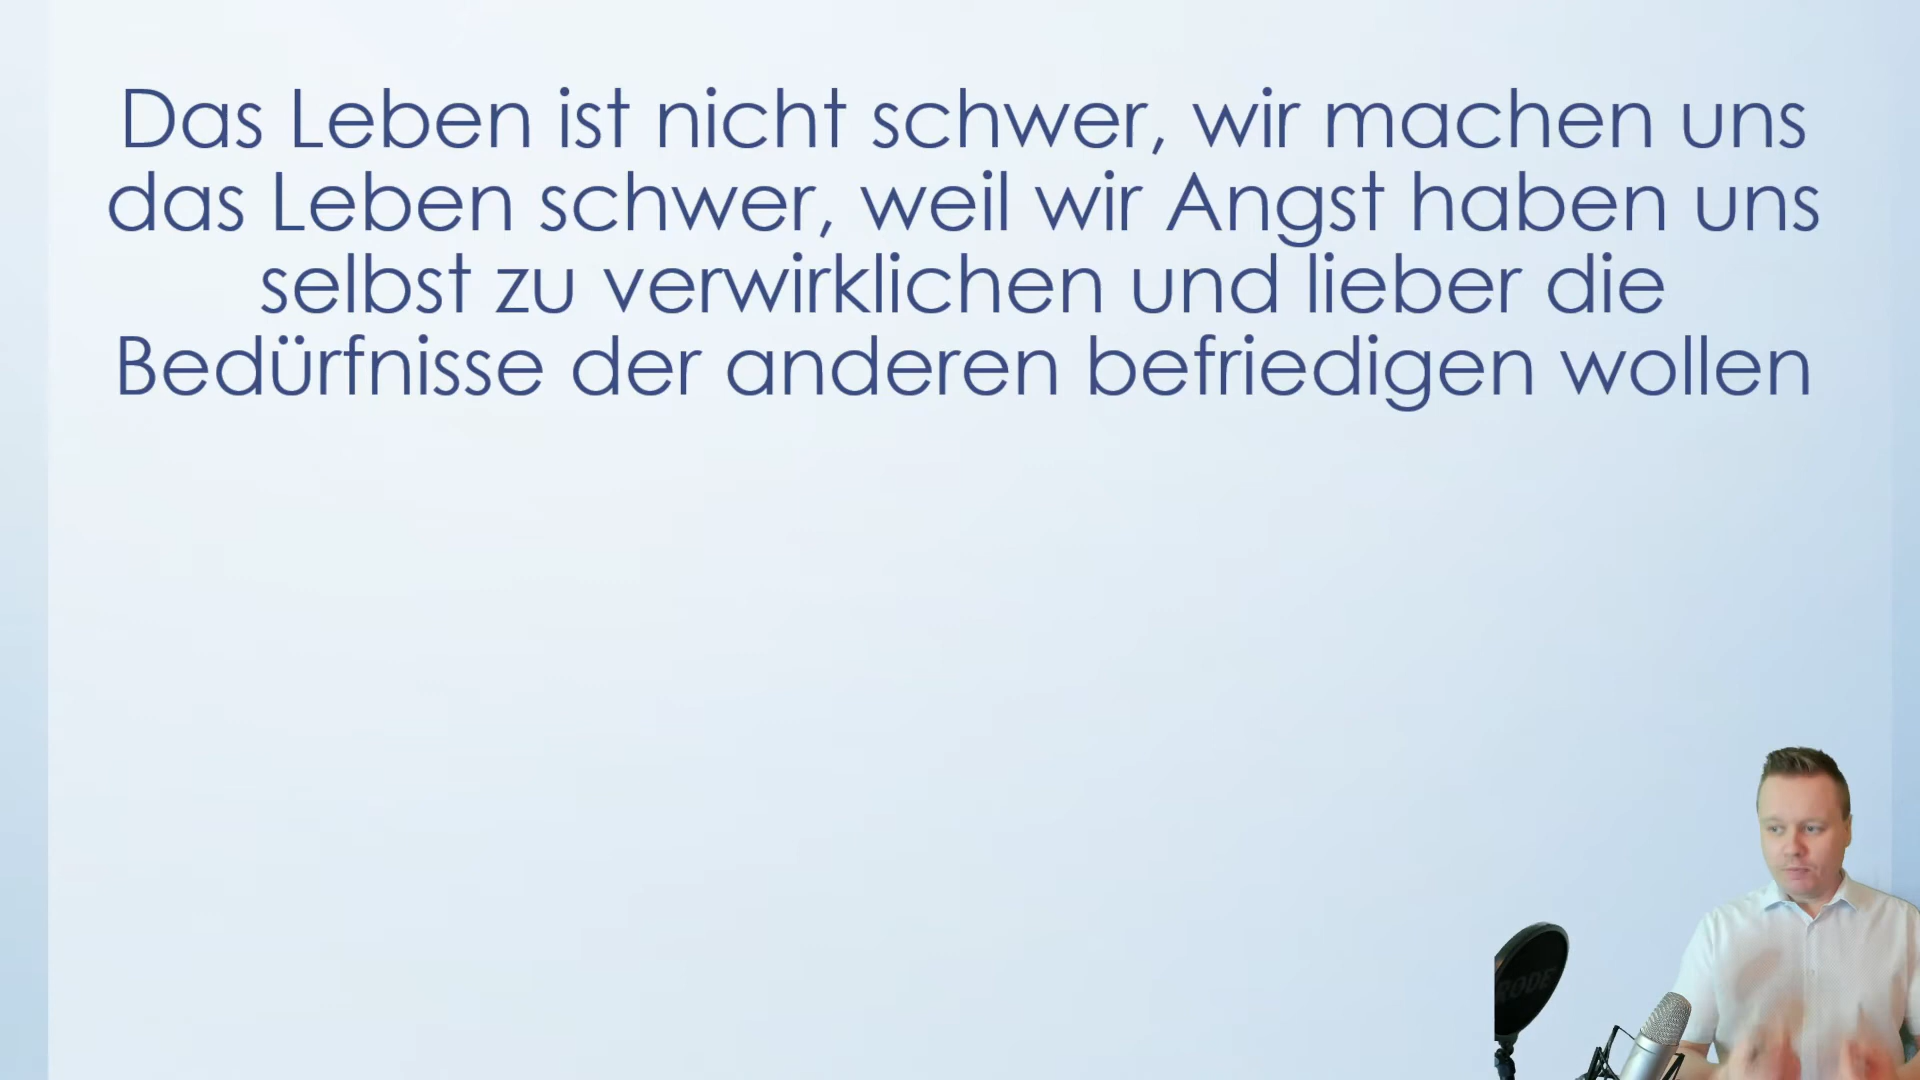 Das Leben ist nicht schwer, wir machen uns
das Leben schwer, weil wir Angst haben uns
selbst zu verwirklichen und lieber die
Bedürfnisse der anderen befriedigen wollen
RODE